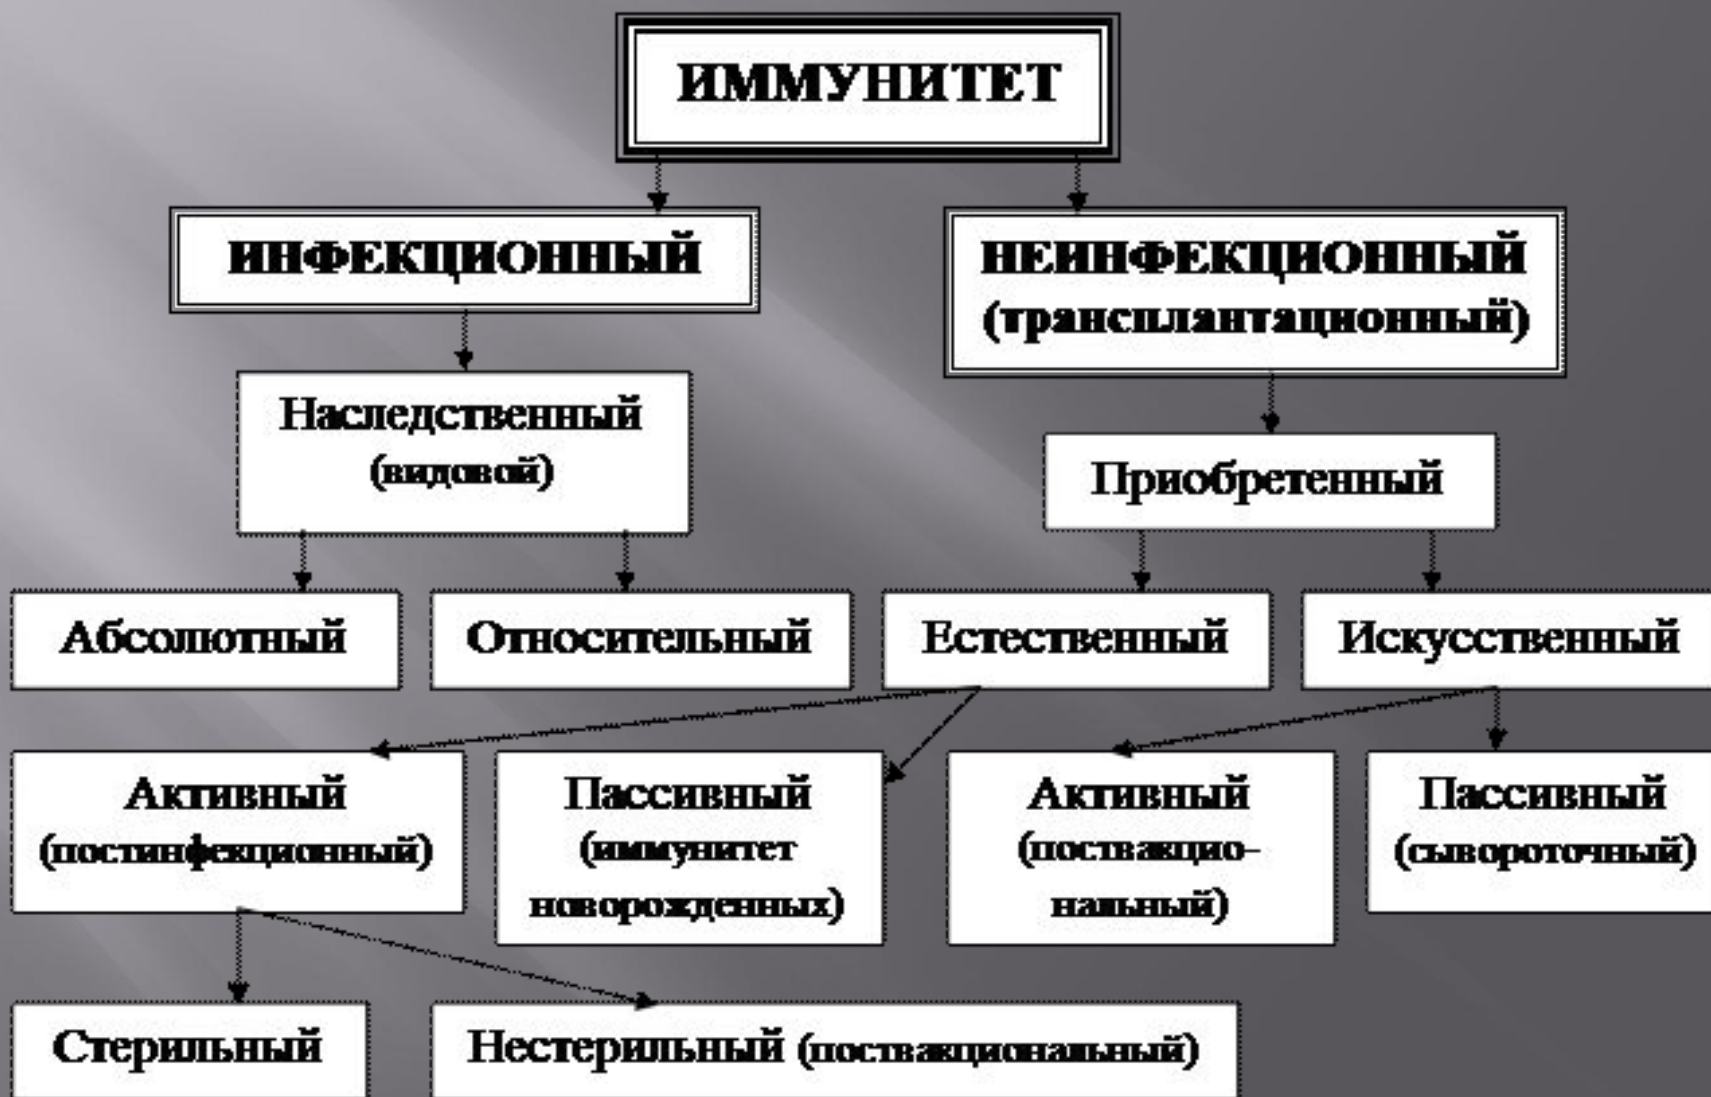 ИММУНИТЕТ
ИНФЕКЦИОННЫЙ
НЕИНФЕКЦИОННЫЙ
(трансплантационный)
Наследственный
(видовой)
Приобретенный
Абсолютный
Относительный
Естественный
Искусственный
Активный
(постинфекционный)
Пассивный
(иммунитет
новорожденных)
Активный
(поствакцио-
нальный)
Пассивный
(сывороточный)
Стерильный
Нестерильный (поствакциональный)